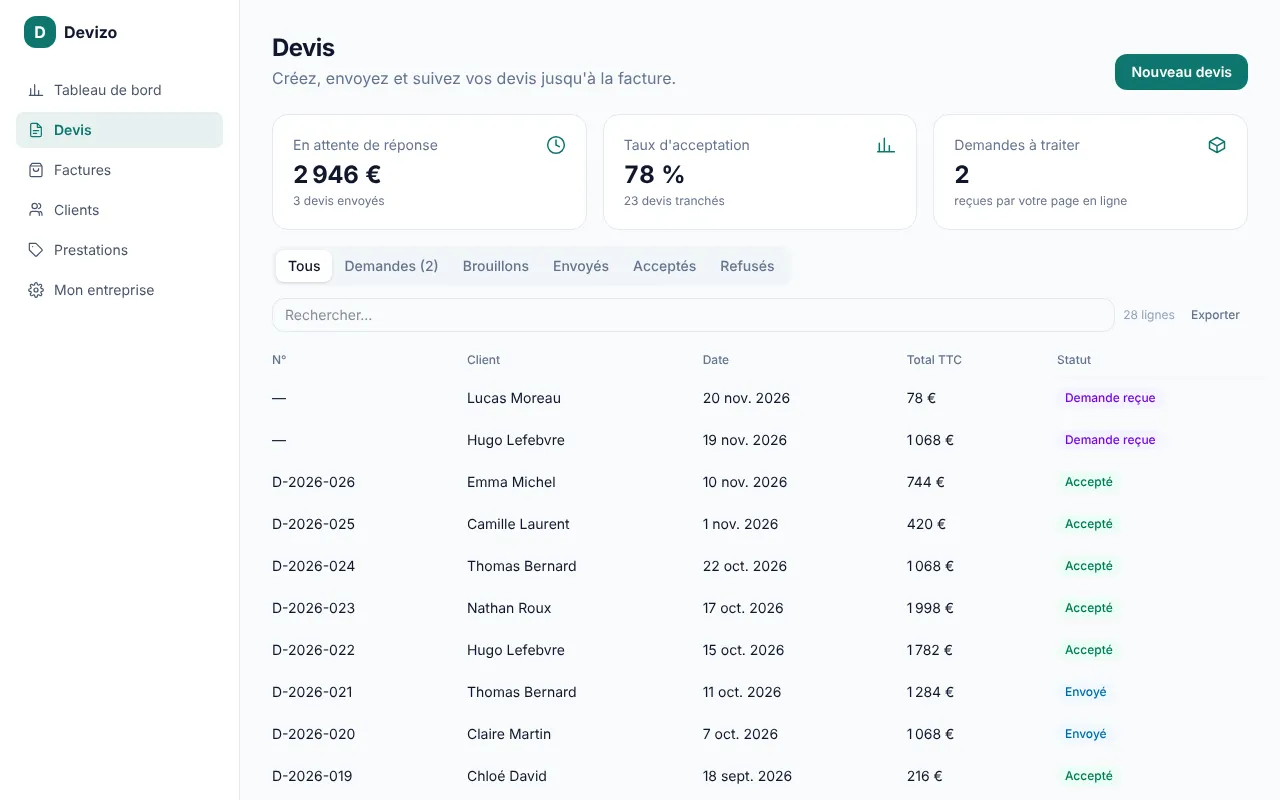 D Devizo
Tableau de bord
Devis
Factures
Clients
Prestations
Mon entreprise
Devis
Créez, envoyez et suivez vos devis jusqu'à la facture.
Nouveau devis
En attente de réponse
2 946 €
3 devis envoyés
Taux d'acceptation
78 %
23 devis tranchés
Demandes à traiter
2
reçues par votre page en ligne
Tous Demandes (2) Brouillons Envoyés Acceptés Refusés
Rechercher... 28 lignes Exporter
N° Client Date Total TTC Statut
— Lucas Moreau 20 nov. 2026 78 € Demande reçue
— Hugo Lefebvre 19 nov. 2026 1 068 € Demande reçue
D-2026-026 Emma Michel 10 nov. 2026 744 € Accepté
D-2026-025 Camille Laurent 1 nov. 2026 420 € Accepté
D-2026-024 Thomas Bernard 22 oct. 2026 1 068 € Accepté
D-2026-023 Nathan Roux 17 oct. 2026 1 998 € Accepté
D-2026-022 Hugo Lefebvre 15 oct. 2026 1 782 € Accepté
D-2026-021 Thomas Bernard 11 oct. 2026 1 284 € Envoyé
D-2026-020 Claire Martin 7 oct. 2026 1 068 € Envoyé
D-2026-019 Chloé David 18 sept. 2026 216 € Accepté